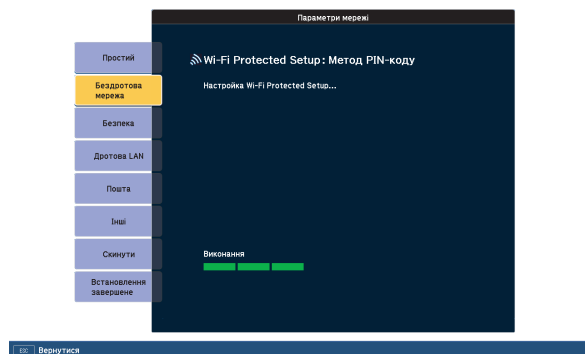 Параметри мережі
Простий
Wi-Fi Protected Setup: Метод PIN-коду
Бездротова
мережа
Настройка Wi-Fi Protected Setup...
Безпека
Дротова LAN
Пошта
Інші
Скинути
Виконання
Встановлення
завершене
ESC Вернутися